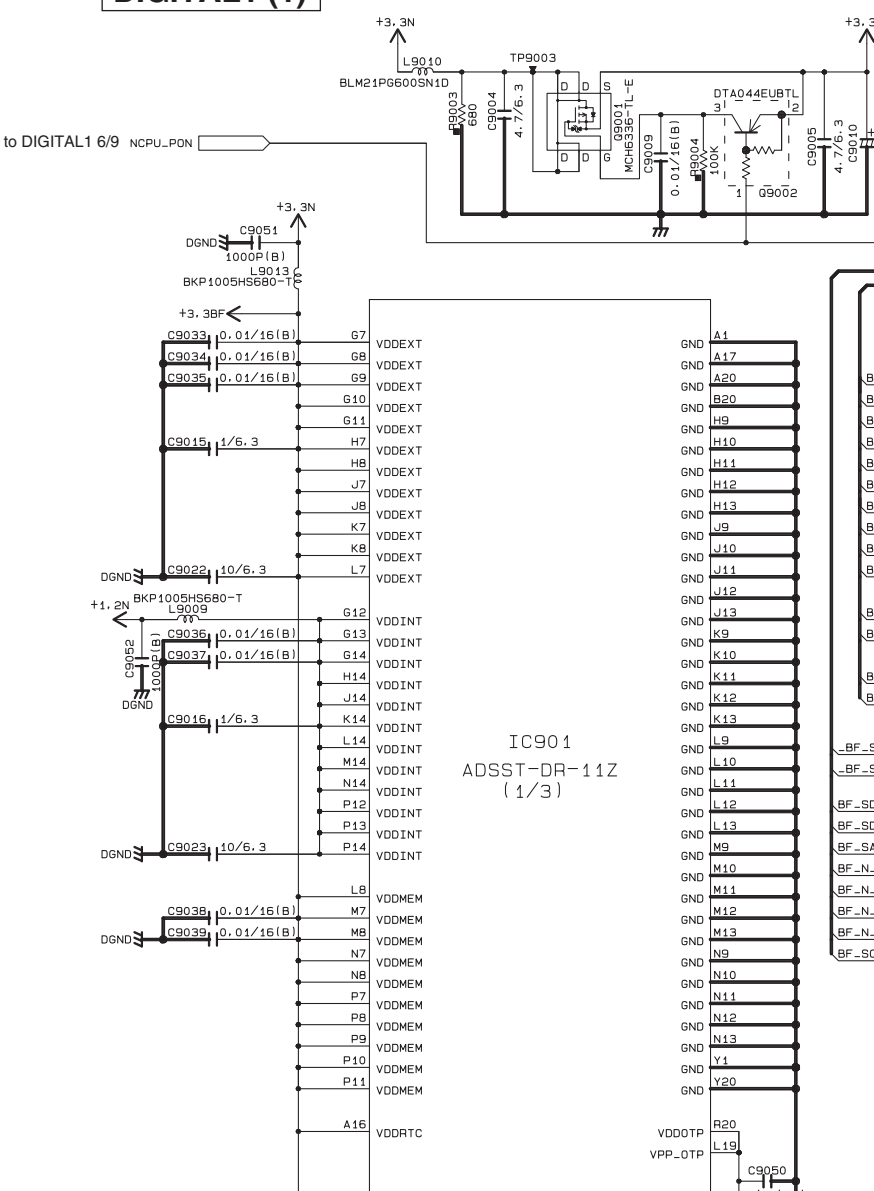 DIGITAL1 (1)
+3.3N
+3.3
L9010
BLM21PG600SN1D
TP9003
R9003
680
C9004
4.7/6.3
D D S
D D G
Q9001
MCH6336-TL-E
C9009
0.01/16(B)
R9004
100K
DTA044EUBTL
3
2
1
Q9002
C9005
4.7/6.3
C9010
to DIGITAL1 6/9 NCPU_PON
+3.3N
C9051
DGND
1000P(B)
L9013
BKP1005HS680-T
+3.3BF
C9033 0.01/16(B) G7 VDDEXT
C9034 0.01/16(B) G8 VDDEXT
C9035 0.01/16(B) G9 VDDEXT
G10 VDDEXT
G11 VDDEXT
C9015 1/6.3 H7 VDDEXT
H8 VDDEXT
J7 VDDEXT
J8 VDDEXT
K7 VDDEXT
K8 VDDEXT
DGND C9022 10/6.3 L7 VDDEXT
BKP1005HS680-T
+1.2N L9009
C9052
1000P(B)
DGND
G12 VDDINT
C9036 0.01/16(B) G13 VDDINT
C9037 0.01/16(B) G14 VDDINT
H14 VDDINT
J14 VDDINT
C9016 1/6.3 K14 VDDINT
L14 VDDINT
M14 VDDINT
N14 VDDINT
P12 VDDINT
P13 VDDINT
DGND C9023 10/6.3 P14 VDDINT
L8 VDDMEM
C9038 0.01/16(B) M7 VDDMEM
DGND C9039 0.01/16(B) M8 VDDMEM
N7 VDDMEM
N8 VDDMEM
P7 VDDMEM
P8 VDDMEM
P9 VDDMEM
P10 VDDMEM
P11 VDDMEM
A16 VDDRTC
IC901
ADSST-DR-11Z
(1/3)
GND A1
GND A17
GND A20
GND B20
GND H9
GND H10
GND H11
GND H12
GND H13
GND J9
GND J10
GND J11
GND J12
GND J13
GND K9
GND K10
GND K11
GND K12
GND K13
GND L9
GND L10
GND L11
GND L12
GND L13
GND M9
GND M10
GND M11
GND M12
GND M13
GND N9
GND N10
GND N11
GND N12
GND N13
GND Y1
GND Y20
VDDOTP R20
VPP_OTP L19
C9050
B
B
B
B
B
B
B
B
B
B
B
B
B
B
_BF_S
_BF_S
BF_SD
BF_SD
BF_SA
BF_N_
BF_N_
BF_N_
BF_N_
BF_SC